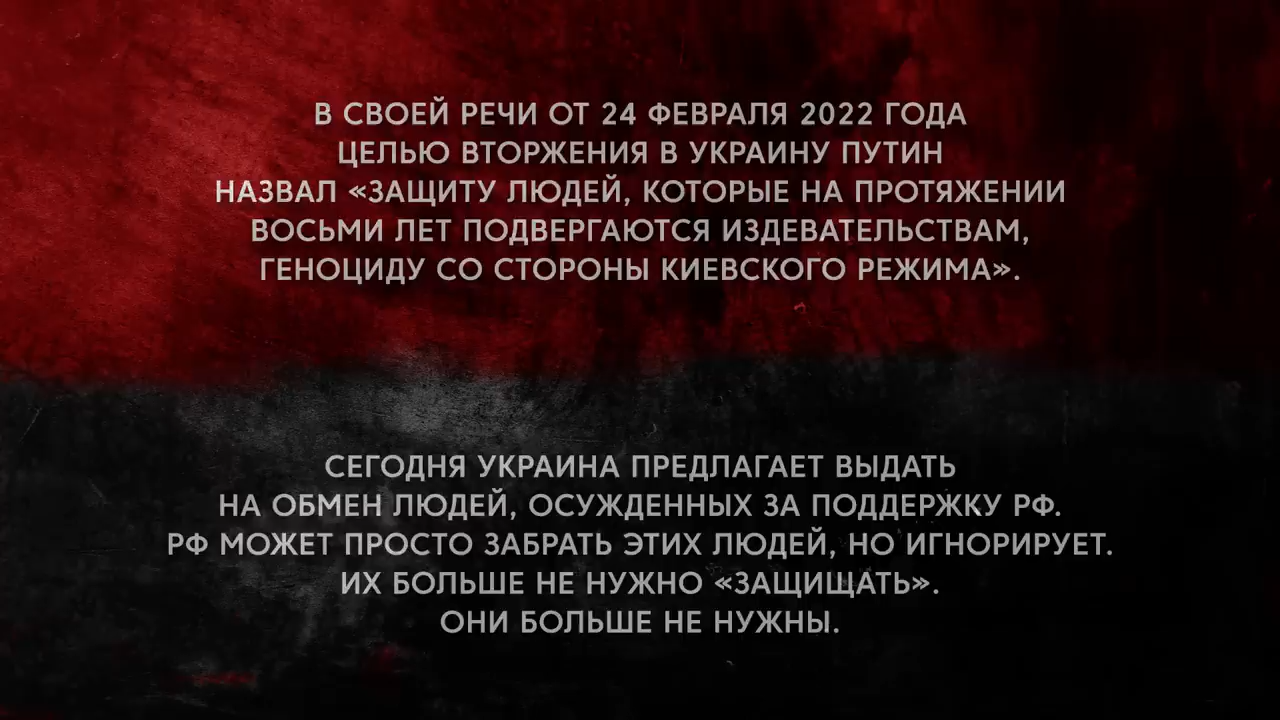 В СВОЕЙ РЕЧИ ОТ 24 ФЕВРАЛЯ 2022 ГОДА
ЦЕЛЬЮ ВТОРЖЕНИЯ В УКРАИНУ ПУТИН
НАЗВАЛ «ЗАЩИТУ ЛЮДЕЙ, КОТОРЫЕ НА ПРОТЯЖЕНИИ
ВОСЬМИ ЛЕТ ПОДВЕРГАЮТСЯ ИЗДЕВАТЕЛЬСТВАМ,
ГЕНОЦИДУ СО СТОРОНЫ КИЕВСКОГО РЕЖИМА».
СЕГОДНЯ УКРАИНА ПРЕДЛАГАЕТ ВЫДАТЬ
НА ОБМЕН ЛЮДЕЙ, ОСУЖДЕННЫХ ЗА ПОДДЕРЖКУ РФ.
РФ МОЖЕТ ПРОСТО ЗАБРАТЬ ЭТИХ ЛЮДЕЙ, НО ИГНОРИРУЕТ.
ИХ БОЛЬШЕ НЕ НУЖНО «ЗАЩИЩАТЬ».
ОНИ БОЛЬШЕ НЕ НУЖНЫ.